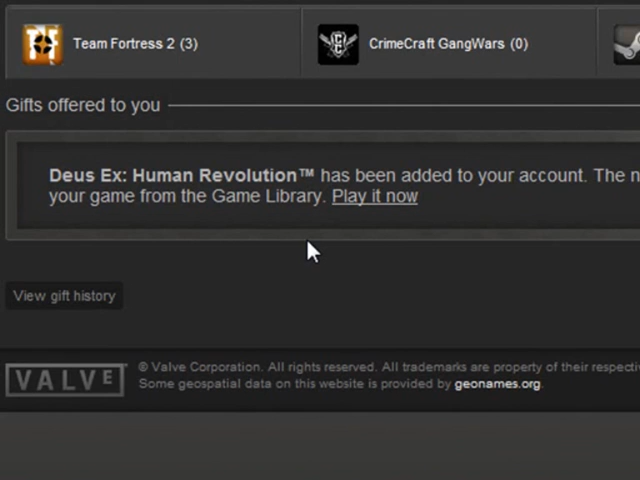 Team Fortress 2 (3)
CrimeCraft GangWars (0)
Gifts offered to you
Deus Ex: Human Revolution™ has been added to your account. The
your game from the Game Library. Play it now
View gift history
VALVE
© Valve Corporation. All rights reserved. All trademarks are property of their
Some geospatial data on this website is provided by geonames.org.